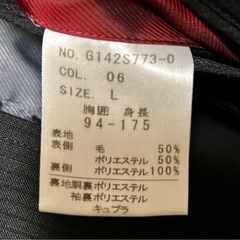 NO. G142S773-0
COL. 06
SIZE. L
胸囲 身長
94-175
表地
表側 毛 50%
ポリエステル 50%
裏側 ポリエステル 100%
裏地胴裏ポリエステル
袖裏ポリエステル
キュプラ